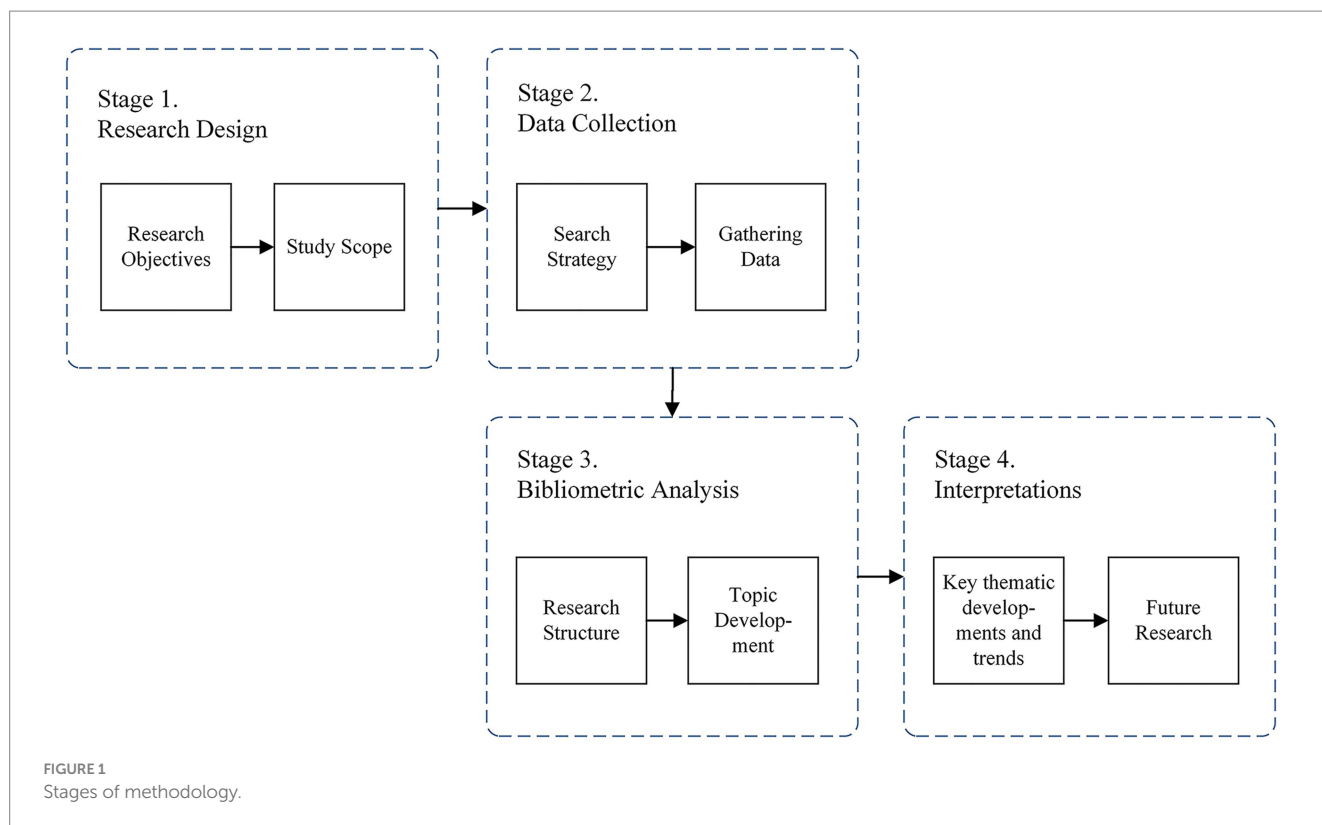 Stage 1.
Research Design
Research
Objectives
Study Scope
Stage 2.
Data Collection
Search
Strategy
Gathering
Data
Stage 3.
Bibliometric Analysis
Research
Structure
Topic
Develop-
ment
Stage 4.
Interpretations
Key thematic
develop-
ments and
trends
Future
Research
FIGURE 1
Stages of methodology.